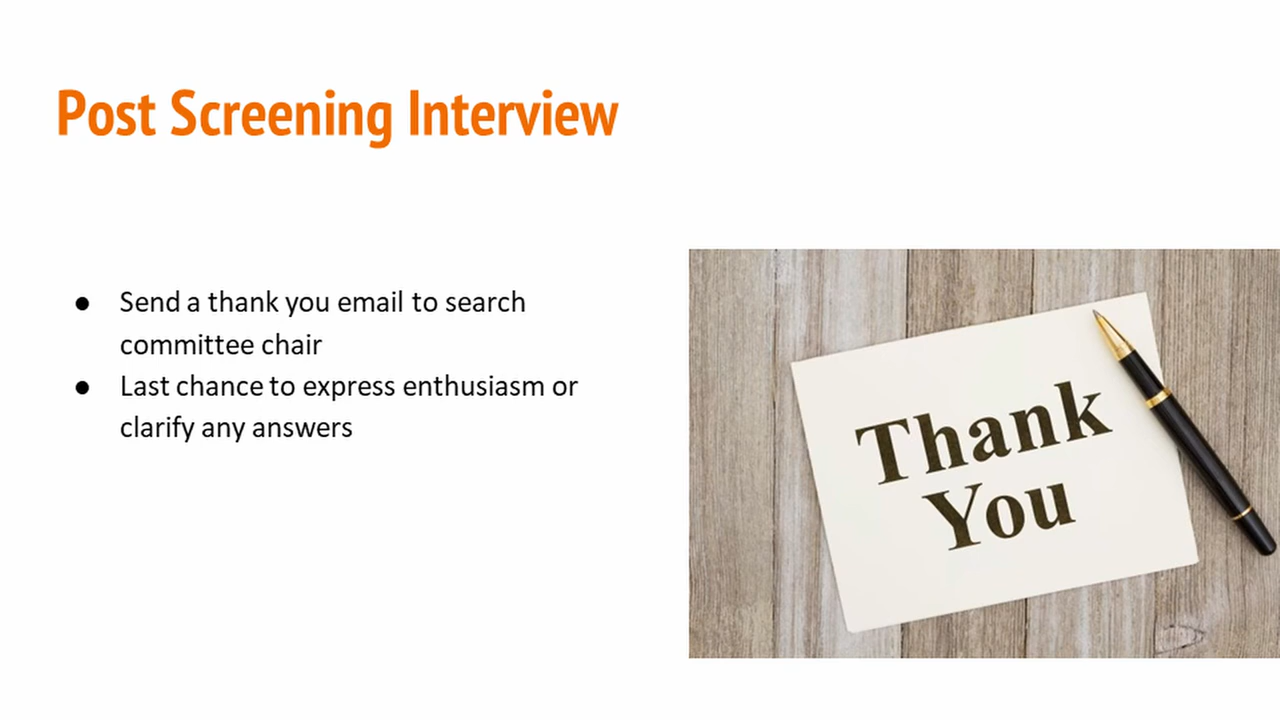 Post Screening Interview
● Send a thank you email to search
committee chair
● Last chance to express enthusiasm or
clarify any answers
Thank
You